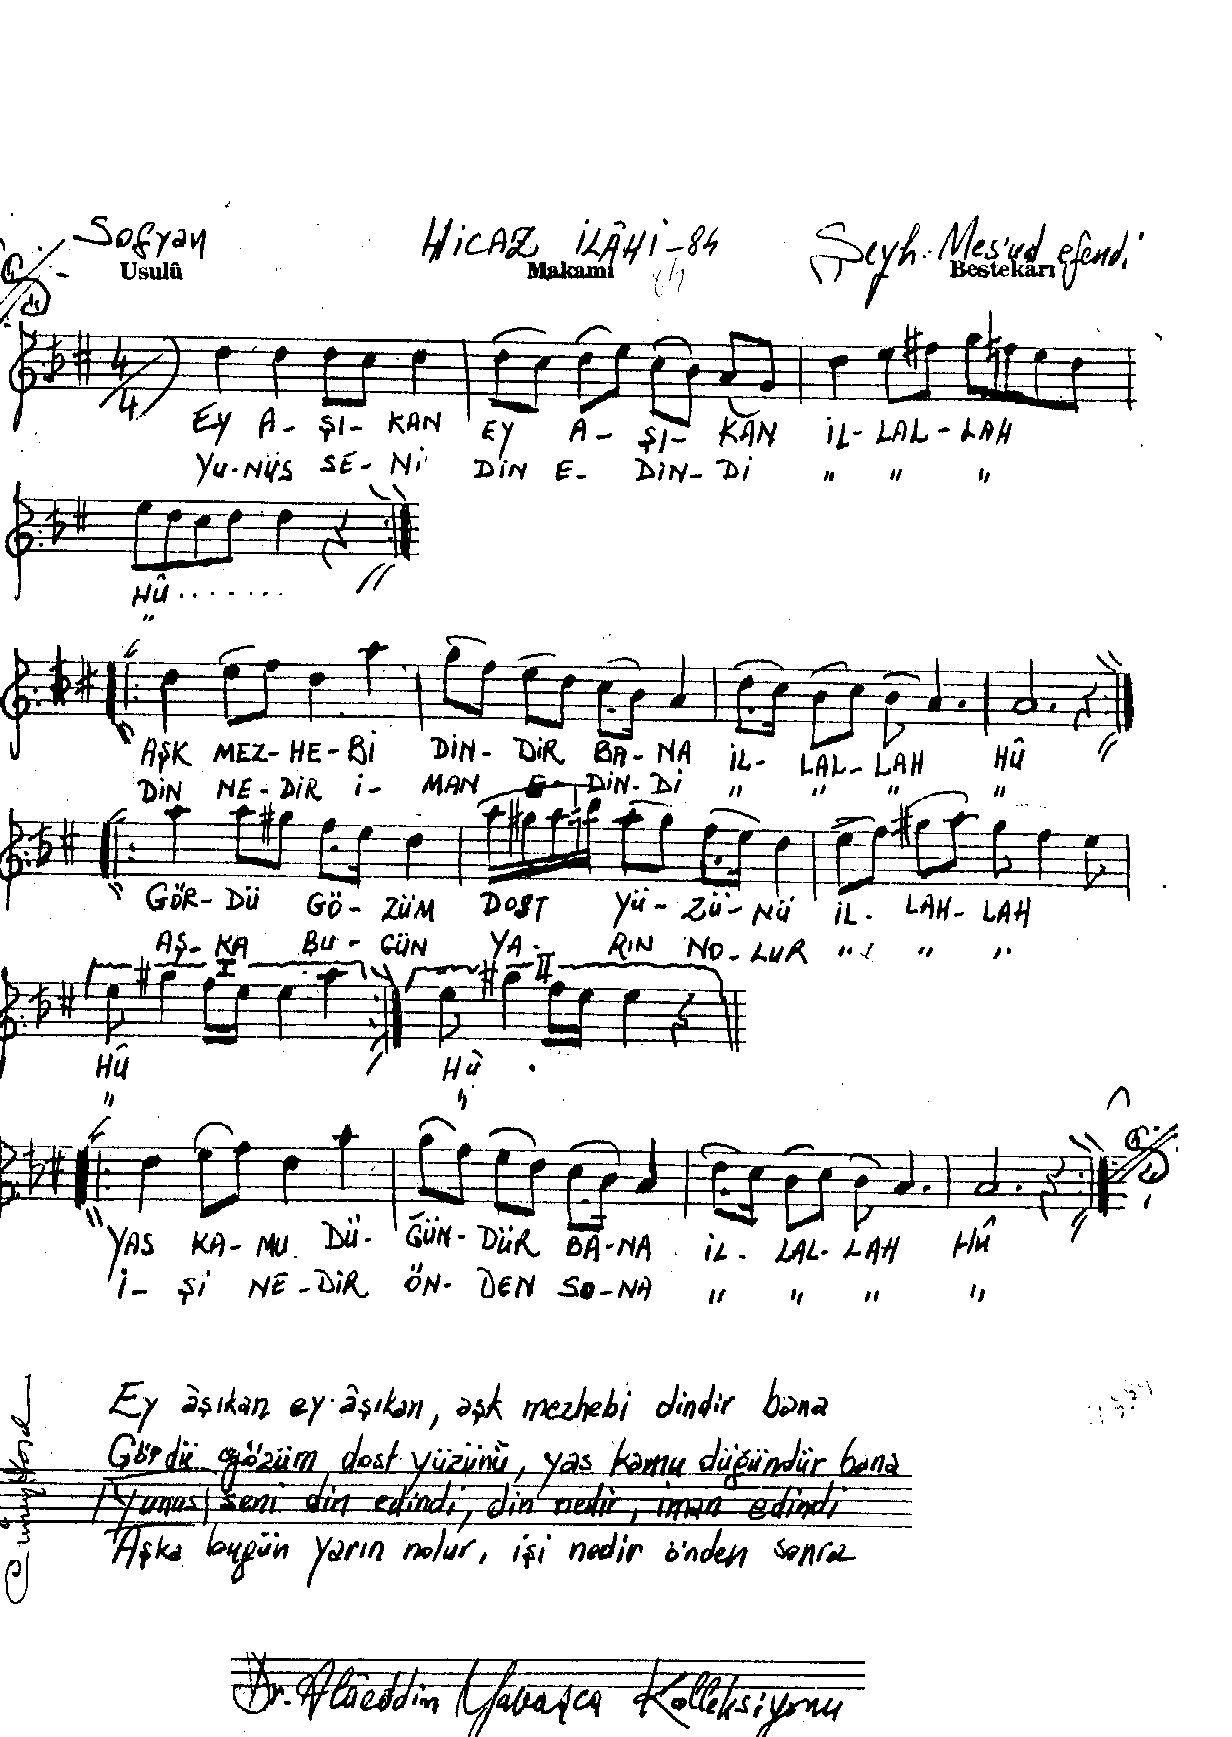 Sofyan HİCAZ İLÂHİ-84 Şeyh Mes'ud efendi
Usulü Makamı Bestekârı
4/4
EY A- ŞI- KAN EY A- ŞI- KÂN İL- LAL- LAH
YU-NUS SE- Nİ DİN E- DİN- Dİ " " "
HÛ........
"
AŞK MEZ-HE-Bİ DİN-DİR BA-NA İL- LAL-LAH HÛ
DİN NE-DİR İ- MAN E-DİN-Dİ " " " "
GÖR-DÜ GÖ-ZÜM DOST YÜ-ZÜ-NÜ İL- LAH-LAH
AŞ-KA BU-GÜN YA- RIN NO-LUR " " "
I II
HÛ HÛ .
" "
YAS KA-MU DÜ- ĞÜN-DÜR BA-NA İL- LAL-LAH HÛ
İ- Şİ NE-DİR ÖN-DEN SO-NA " " " "
Ey âşıkan ey âşıkan, aşk mezhebi dindir bana
Gördü gözüm dost yüzünü, yas kamu düğündür bana
Yunus seni din edindi, din nedir, iman edindi
Aşka bugün yarın nolur, işi nedir önden sonra
Dr. Alâeddin Yavaşca Kolleksiyonu